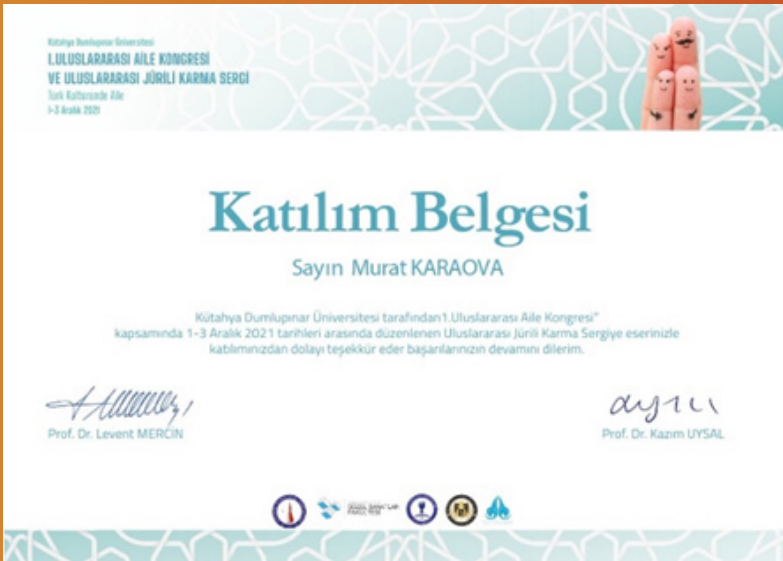 Kütahya Dumlupınar Üniversitesi
I.ULUSLARARASI AİLE KONGRESİ
VE ULUSLARARASI JÜRİLİ KARMA SERGİ
Türk Kültüründe Aile
1-3 Aralık 2021
Katılım Belgesi
Sayın Murat KARAOVA
Kütahya Dumlupınar Üniversitesi tarafından1.Uluslararası Aile Kongresi"
kapsamında 1-3 Aralık 2021 tarihleri arasında düzenlenen Uluslararası Jürili Karma Sergiye eserinizle
katılımınızdan dolayı teşekkür eder başarılarınızın devamını dilerim.
Prof. Dr. Levent MERCİN
Prof. Dr. Kazım UYSAL
GÜZEL SANATLAR
FAKÜLTESİ